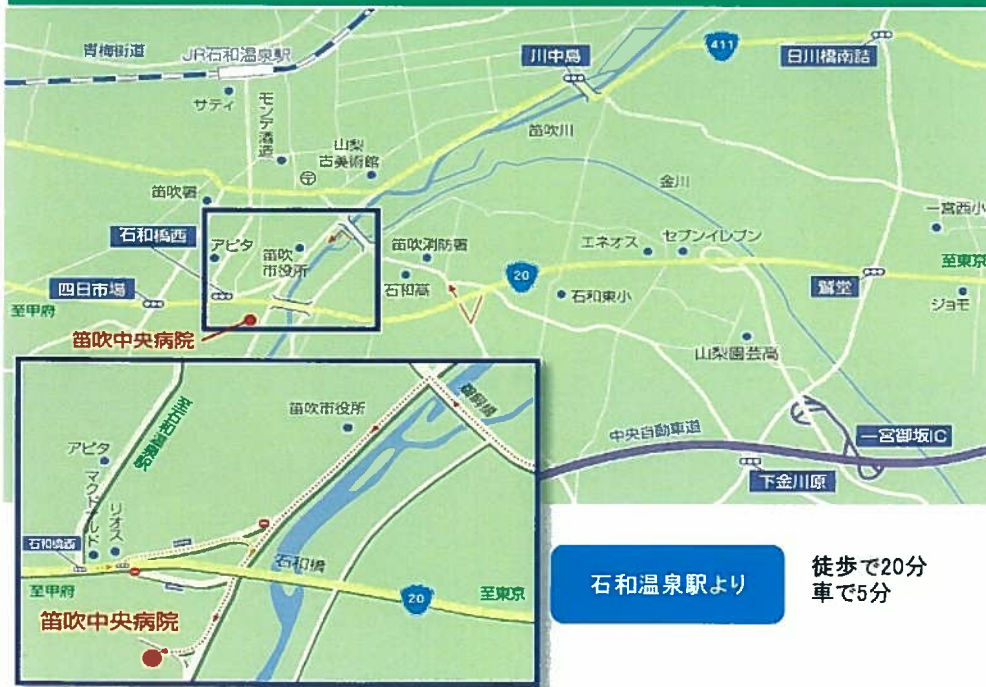 青梅街道
JR石和温泉駅
サティ
モンデ酒造
山梨
古美術館
川中島
411
日川橋南詰
笛吹川
金川
笛吹署
石和橋西
アピタ
笛吹
市役所
笛吹消防署
石和高
エネオス
セブンイレブン
一宮西小
至東京
四日市場
至甲府
20
石和東小
鵞堂
ジョモ
笛吹中央病院
山梨園芸高
中央自動車道
一宮御坂IC
下金川原
至石和温泉駅
笛吹市役所
鵜飼橋
アピタ
マクドナルド
リオス
石和橋西
石和橋
至甲府
20
至東京
笛吹中央病院
石和温泉駅より
徒歩で20分
車で5分